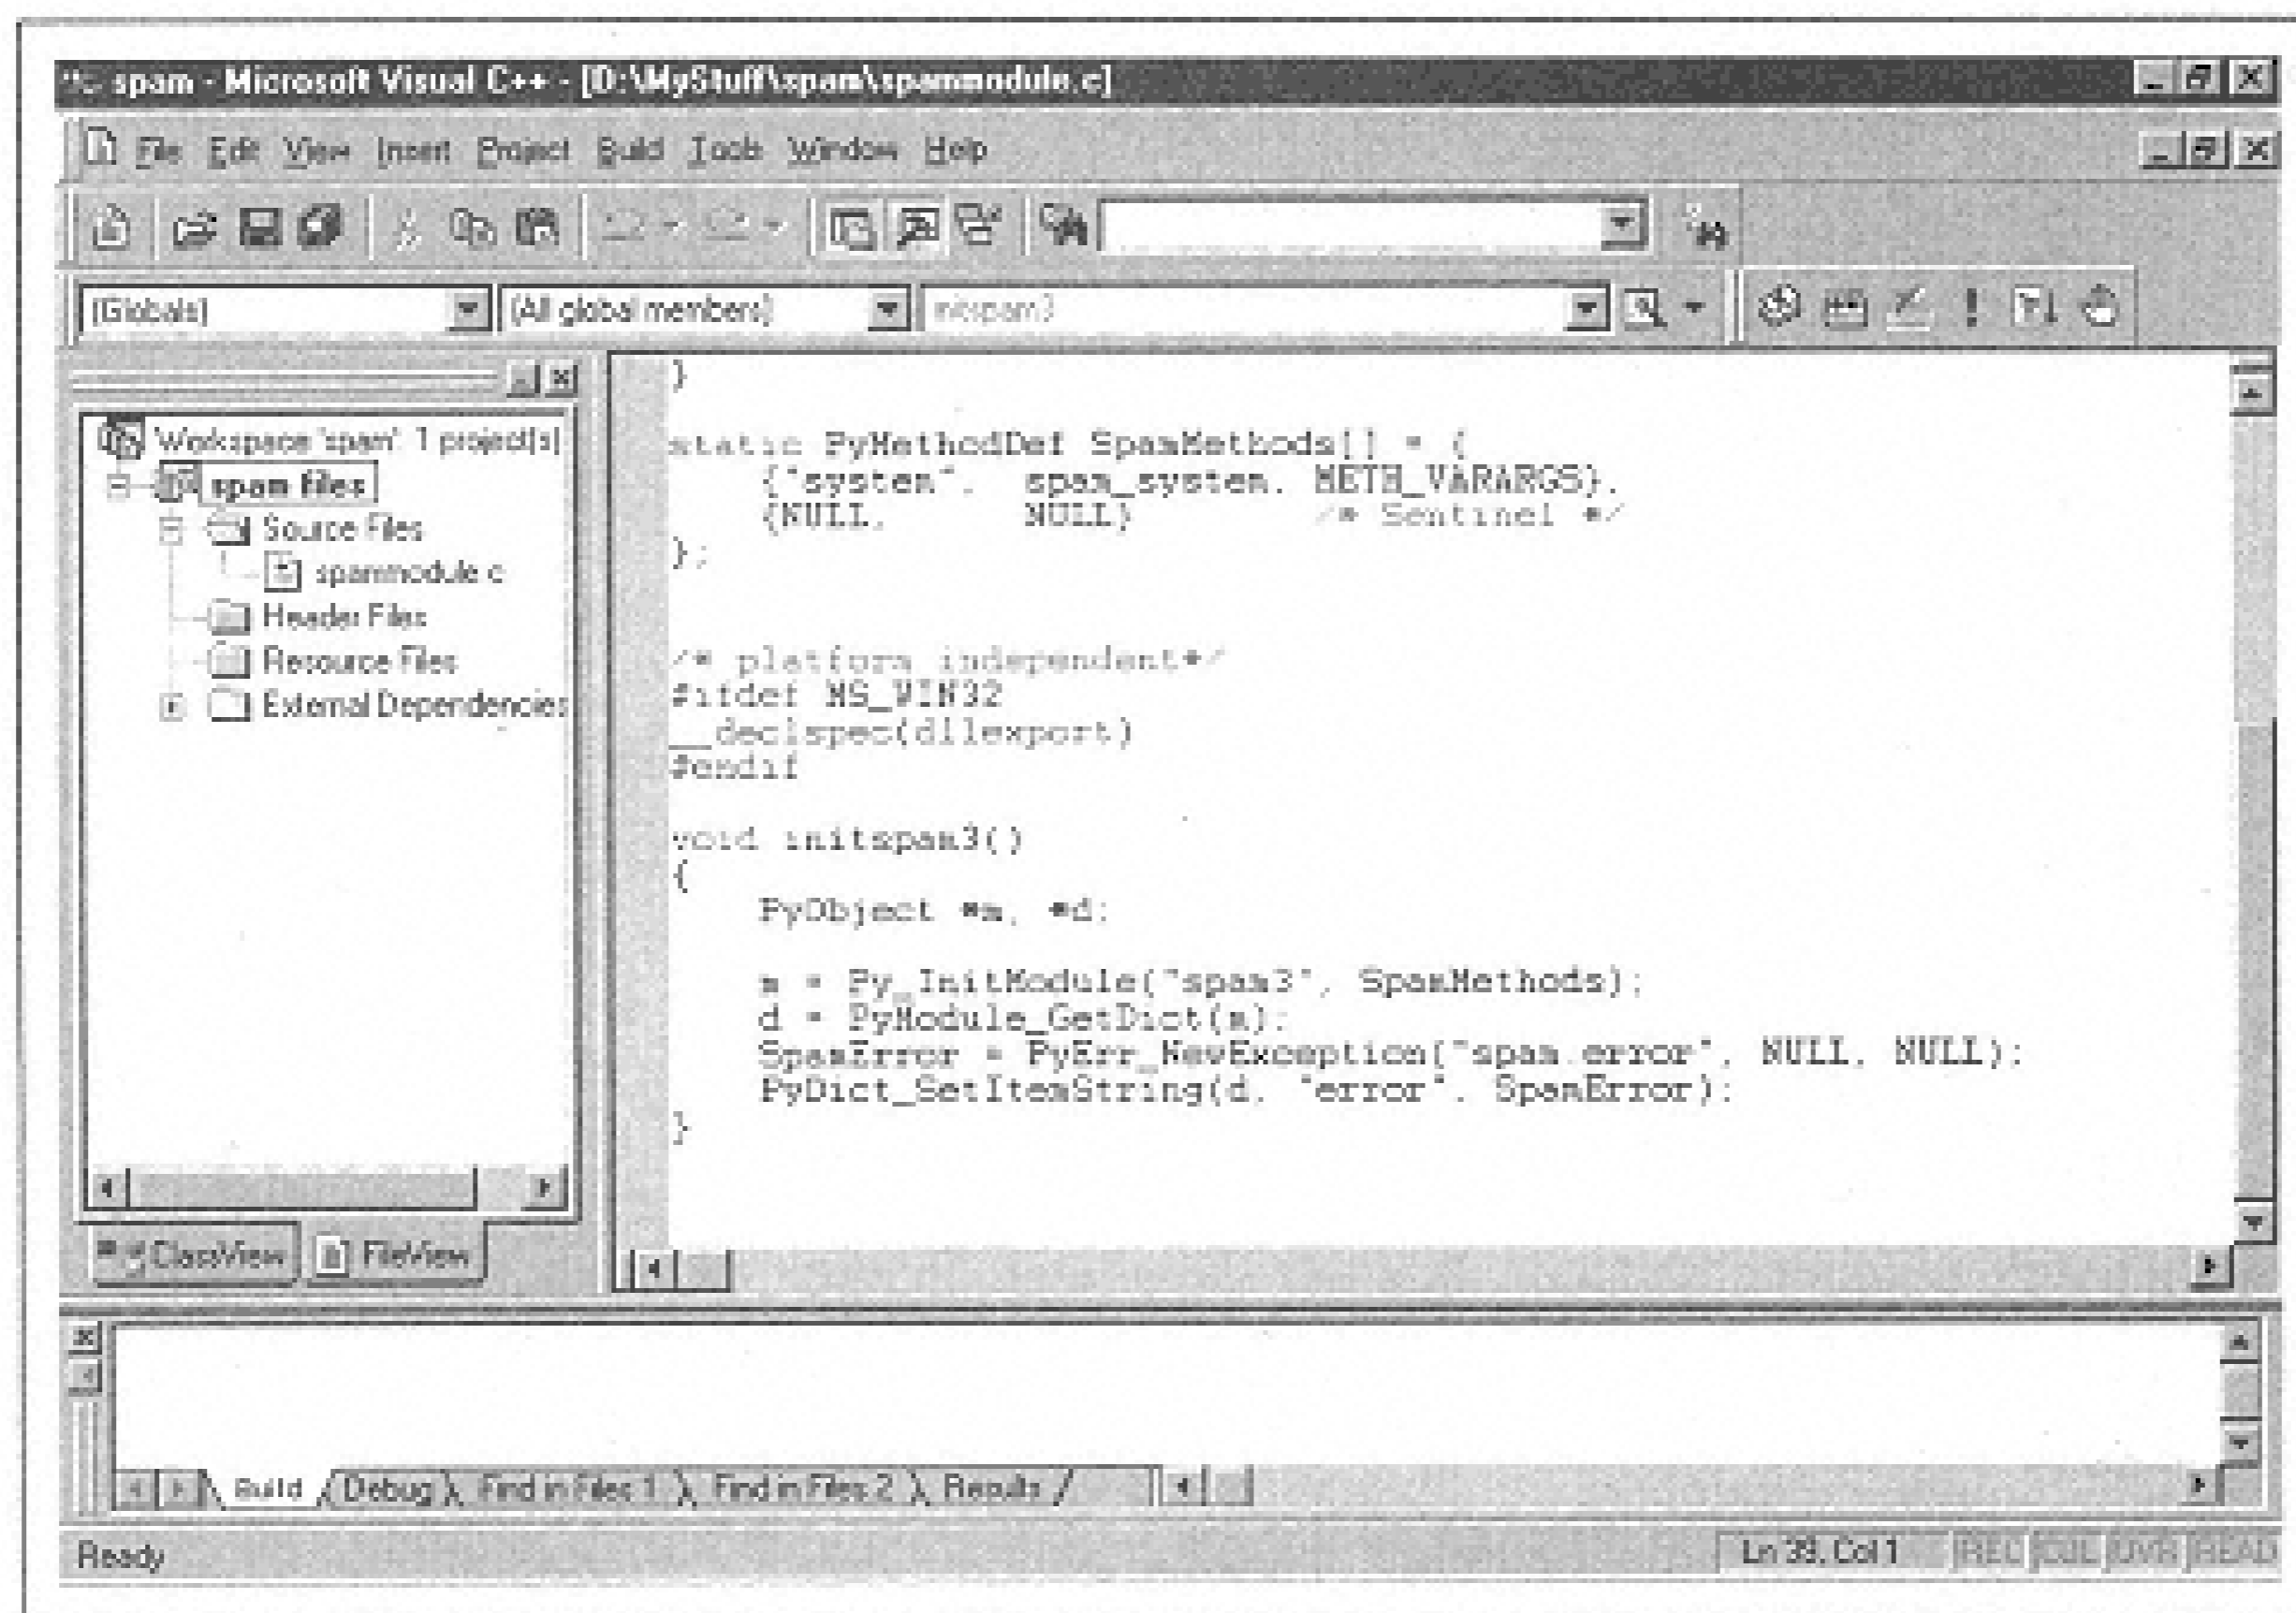 spam - Microsoft Visual C++ - [D:\MyStuff\spam\spammodule.c]
File Edit View Insert Project Build Tools Window Help
(Globals) (All global members) initspam3
Workspace 'spam': 1 project(s)
spam files
Source Files
spammodule.c
Header Files
Resource Files
External Dependencies
ClassView FileView
}
static PyMethodDef SpamMethods[] = {
{"system", spam_system, METH_VARARGS},
{NULL, NULL} /* Sentinel */
};
/* platform independent*/
#ifdef MS_WIN32
__declspec(dllexport)
#endif
void initspam3()
{
PyObject *m, *d;
m = Py_InitModule("spam3", SpamMethods);
d = PyModule_GetDict(m);
SpamError = PyErr_NewException("spam.error", NULL, NULL);
PyDict_SetItemString(d, "error", SpamError);
}
Build Debug Find in Files 1 Find in Files 2 Results
Ready Ln 39, Col 1 REC COL OVR READ